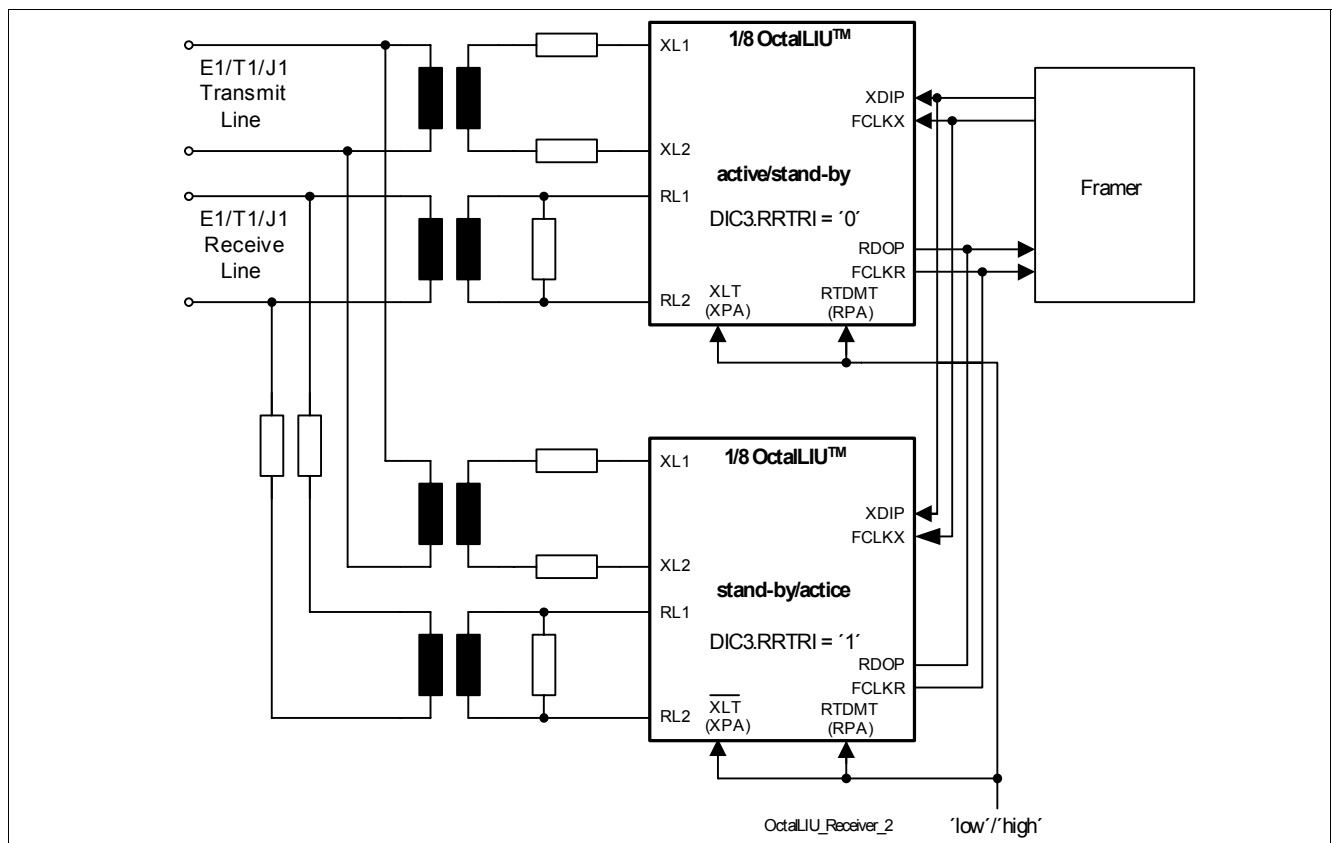 E1/T1/J1
Transmit
Line
E1/T1/J1
Receive
Line
1/8 OctalLIU™
XL1
XL2
RL1
RL2
XDIP
FCLKX
active/stand-by
DIC3.RRTRI = ´0´
RDOP
FCLKR
XLT
(XPA)
RTDMT
(RPA)
Framer
1/8 OctalLIU™
XL1
XL2
RL1
RL2
XDIP
FCLKX
stand-by/actice
DIC3.RRTRI = ´1´
RDOP
FCLKR
XLT
(XPA)
RTDMT
(RPA)
OctalLIU_Receiver_2
´low´/´high´